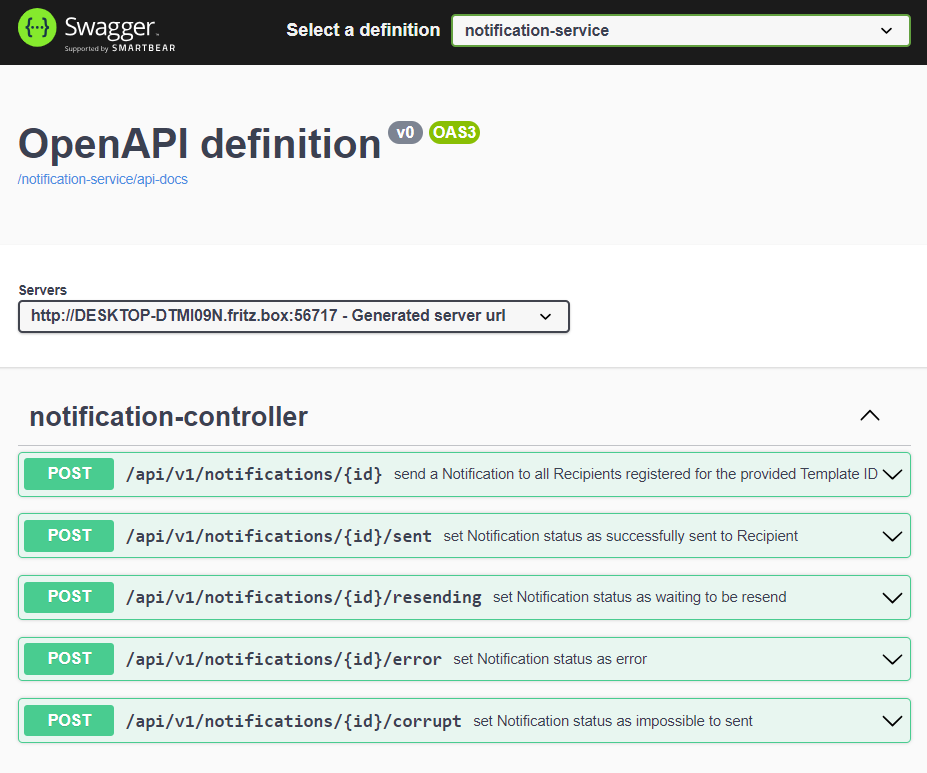 Swagger
Supported by SMARTBEAR
Select a definition notification-service
OpenAPI definition v0 OAS3
/notification-service/api-docs
Servers
http://DESKTOP-DTMI09N.fritz.box:56717 - Generated server url
notification-controller
POST /api/v1/notifications/{id} send a Notification to all Recipients registered for the provided Template ID
POST /api/v1/notifications/{id}/sent set Notification status as successfully sent to Recipient
POST /api/v1/notifications/{id}/resending set Notification status as waiting to be resend
POST /api/v1/notifications/{id}/error set Notification status as error
POST /api/v1/notifications/{id}/corrupt set Notification status as impossible to sent